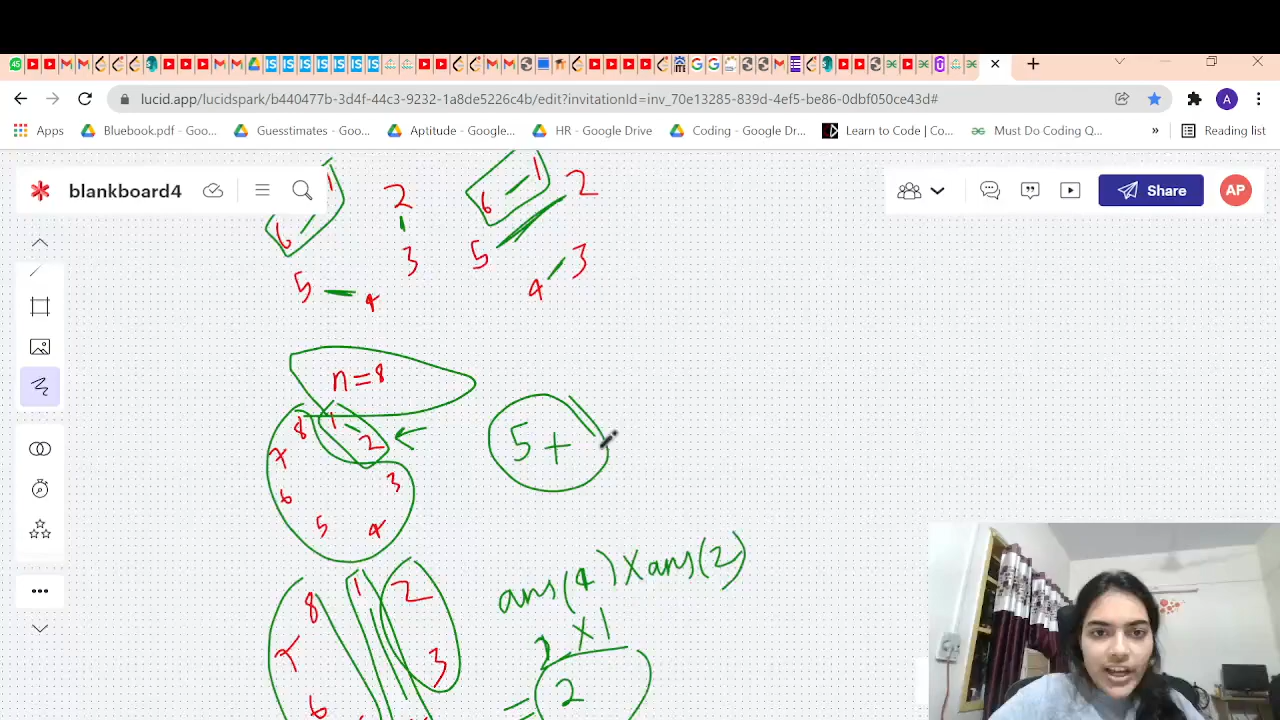 45
lucid.app/lucidspark/b440477b-3d4f-44c3-9232-1a8de5226c4b/edit?invitationId=inv_70e13285-839d-4ef5-be86-0dbf050ce43d#
A
Apps Bluebook.pdf - Goo... Guesstimates - Goo... Aptitudes - Google... HR - Google Drive Coding - Google Dr... Learn to Code | Co... Must Do Coding Q... » Reading list
blankboard4 Share AP
1 2 6 1 2
6 3 5 3
5 4 4
n=8
8 1 2
7 3
6 5 4
5 +
ans(4) X ans(2)
8 1 2
7 3
6
X 1
= 2